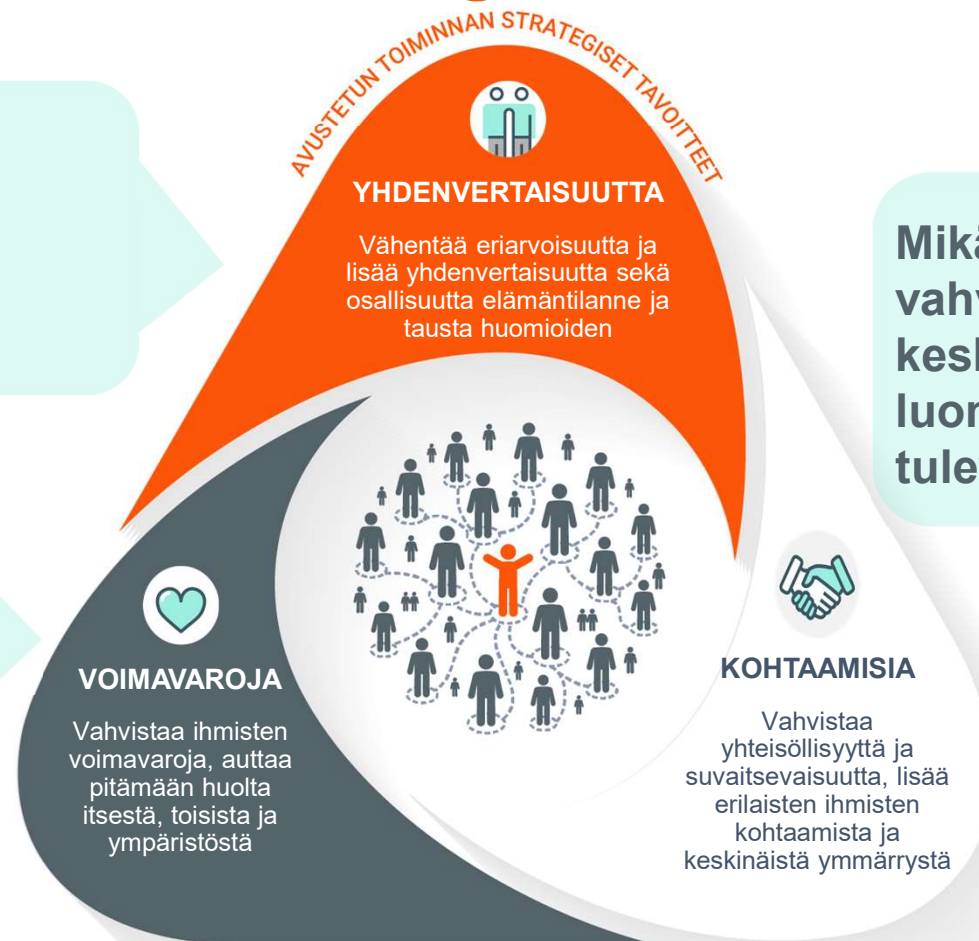 AVUSTETUN TOIMINNAN STRATEGISET TAVOITTEET
YHDENVERTAISUUTTA
Vähentää eriarvoisuutta ja
lisää yhdenvertaisuutta sekä
osallisuutta elämäntilanne ja
tausta huomioiden
VOIMAVAROJA
Vahvistaa ihmisten
voimavaroja, auttaa
pitämään huolta
itsestä, toisista ja
ympäristöstä
KOHTAAMISIA
Vahvistaa
yhteisöllisyyttä ja
suvaitsevaisuutta, lisää
erilaisten ihmisten
kohtaamista ja
keskinäistä ymmärrystä